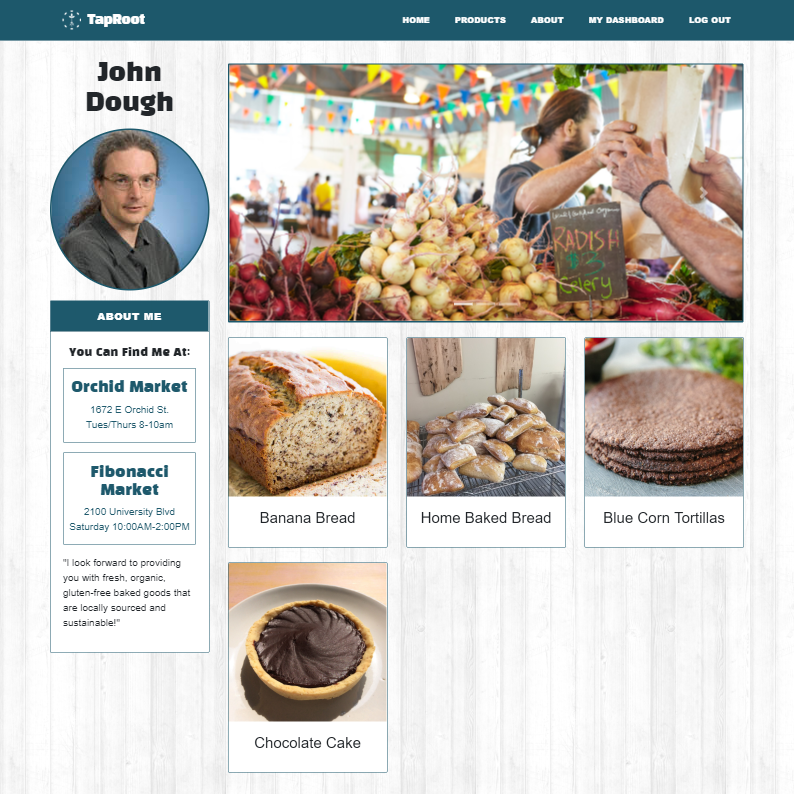 TapRoot
HOME PRODUCTS ABOUT MY DASHBOARD LOG OUT
John
Dough
ABOUT ME
You Can Find Me At:
Orchid Market
1672 E Orchid St.
Tues/Thurs 8-10am
Fibonacci
Market
2100 University Blvd
Saturday 10:00AM-2:00PM
"I look forward to providing
you with fresh, organic,
gluten-free baked goods that
are locally sourced and
sustainable!"
RADISH
$3
Celery
Banana Bread
Home Baked Bread
Blue Corn Tortillas
Chocolate Cake